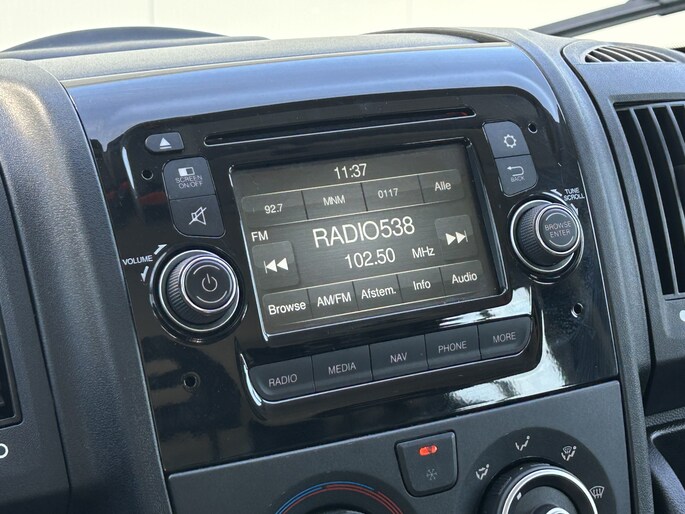 SCREEN
ON/OFF
BACK
11:37
92.7 MNM 0117 Alle
FM
RADIO538
102.50 MHz
Browse AM/FM Afstem. Info Audio
VOLUME
TUNE
SCROLL
BROWSE
ENTER
RADIO MEDIA NAV PHONE MORE